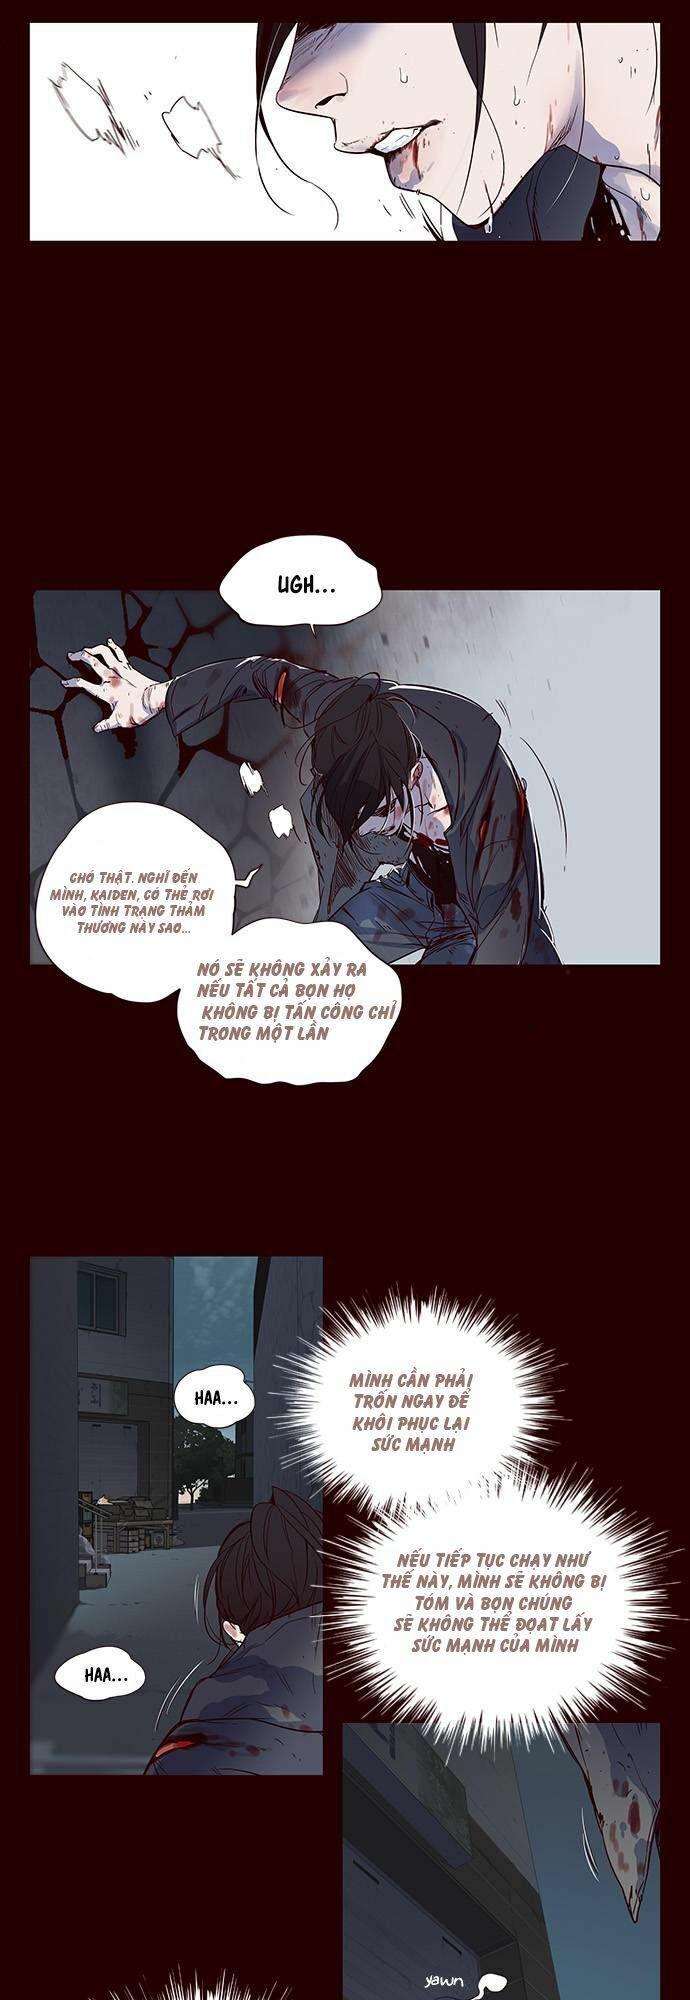 UGH...
CHÓ THẬT. NGHĨ ĐẾN
MÌNH, KAIDEN, CÓ THẺ RƠI
VÀO TÌNH TRẠNG THẢM
THƯƠNG NÀY SAO...
NÓ SẼ KHÔNG XẢY RA
NẾU TẤT CẢ BỌN HỌ
KHÔNG BỊ TẤN CÔNG CHỈ
TRONG MỘT LẦN
HAA...
MÌNH CẦN PHẢI
TRỐN NGAY ĐỂ
KHÔI PHỤC LẠI
SỨC MẠNH
NẾU TIẾP TỤC CHẠY NHƯ
THẾ NÀY, MÌNH SẼ KHÔNG BỊ
TÓM VÀ BỌN CHÚNG
SẼ KHÔNG THỂ ĐOẠT LẤY
SỨC MẠNH CỦA MÌNH
HAA...
yawn